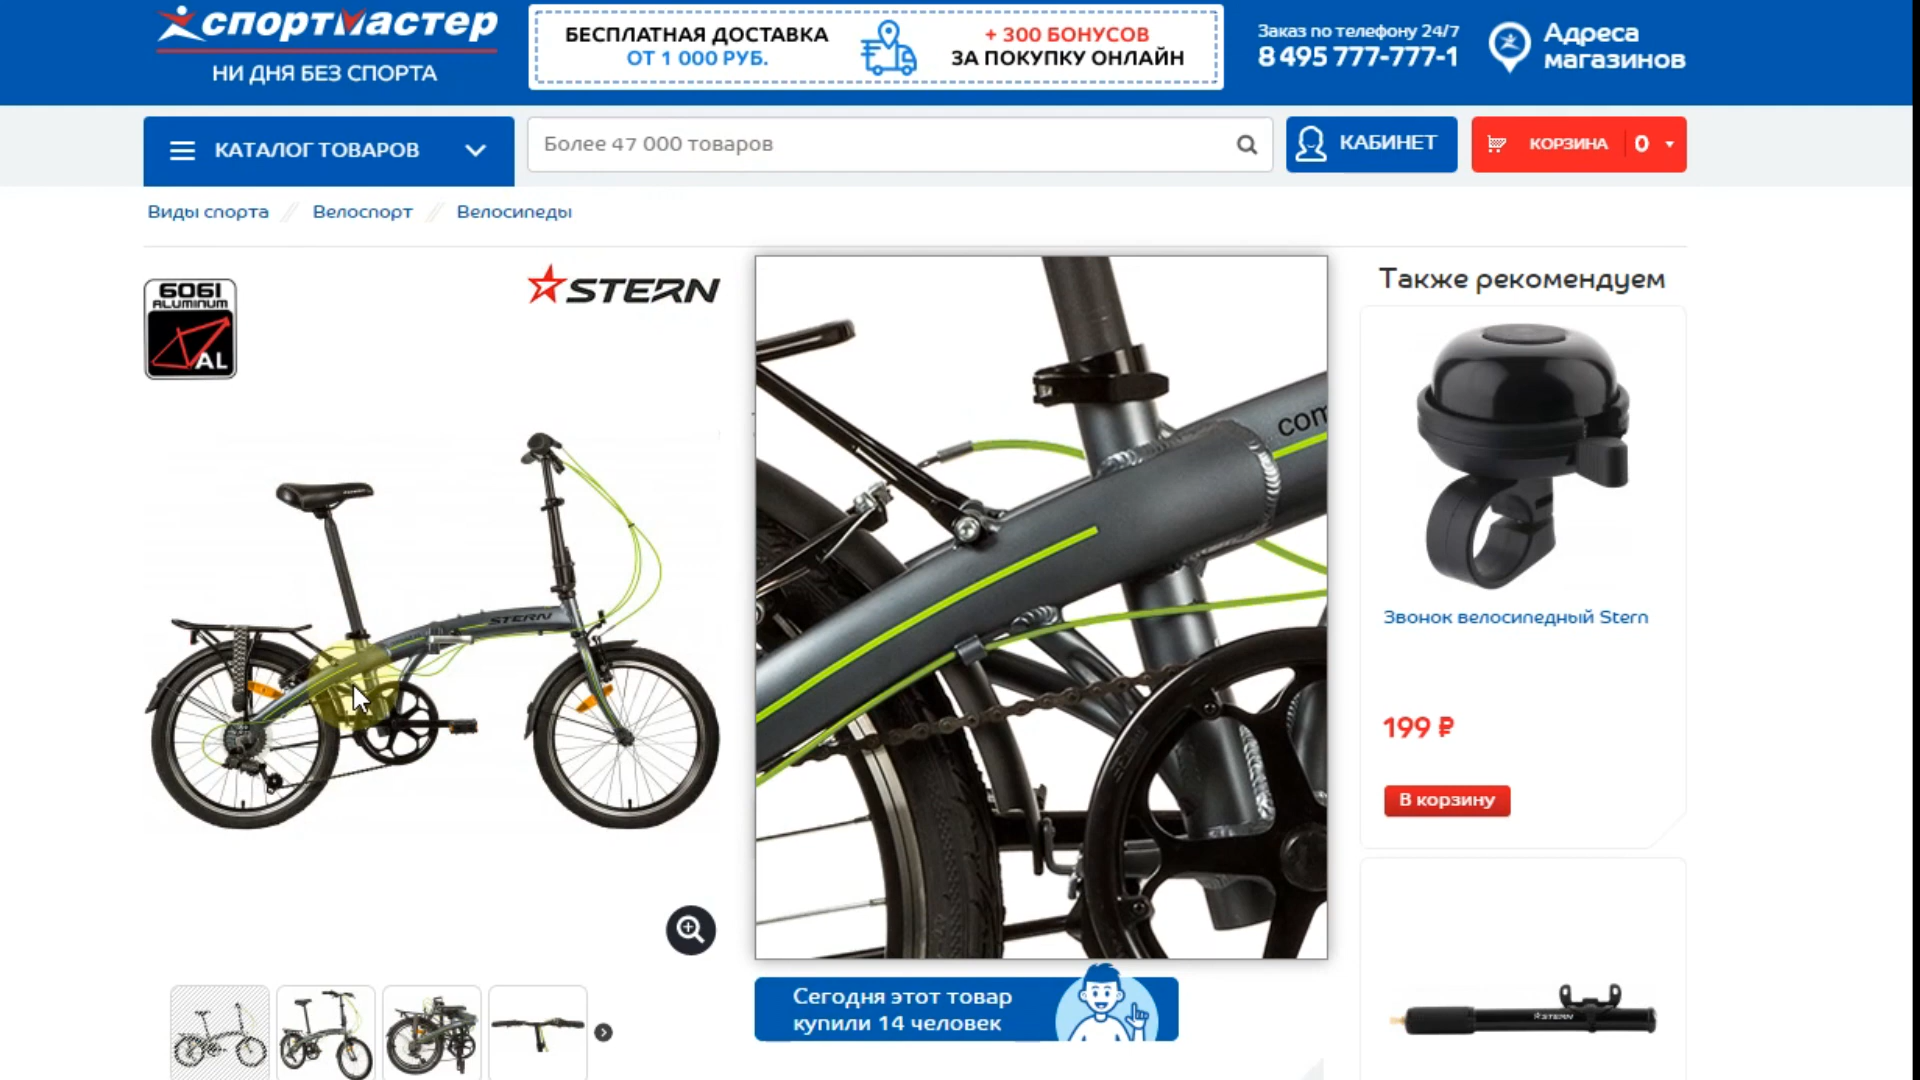 спортмастер
НИ ДНЯ БЕЗ СПОРТА
БЕСПЛАТНАЯ ДОСТАВКА
ОТ 1 000 РУБ.
+ 300 БОНУСОВ
ЗА ПОКУПКУ ОНЛАЙН
Заказ по телефону 24/7
8 495 777-777-1
Адреса
магазинов
КАТАЛОГ ТОВАРОВ
Более 47 000 товаров
КАБИНЕТ
КОРЗИНА 0
Виды спорта // Велоспорт // Велосипеды
6061
ALUMINUM
AL
STERN
STERN
com
Также рекомендуем
Звонок велосипедный Stern
199 ₽
В корзину
Сегодня этот товар
купили 14 человек
STERN